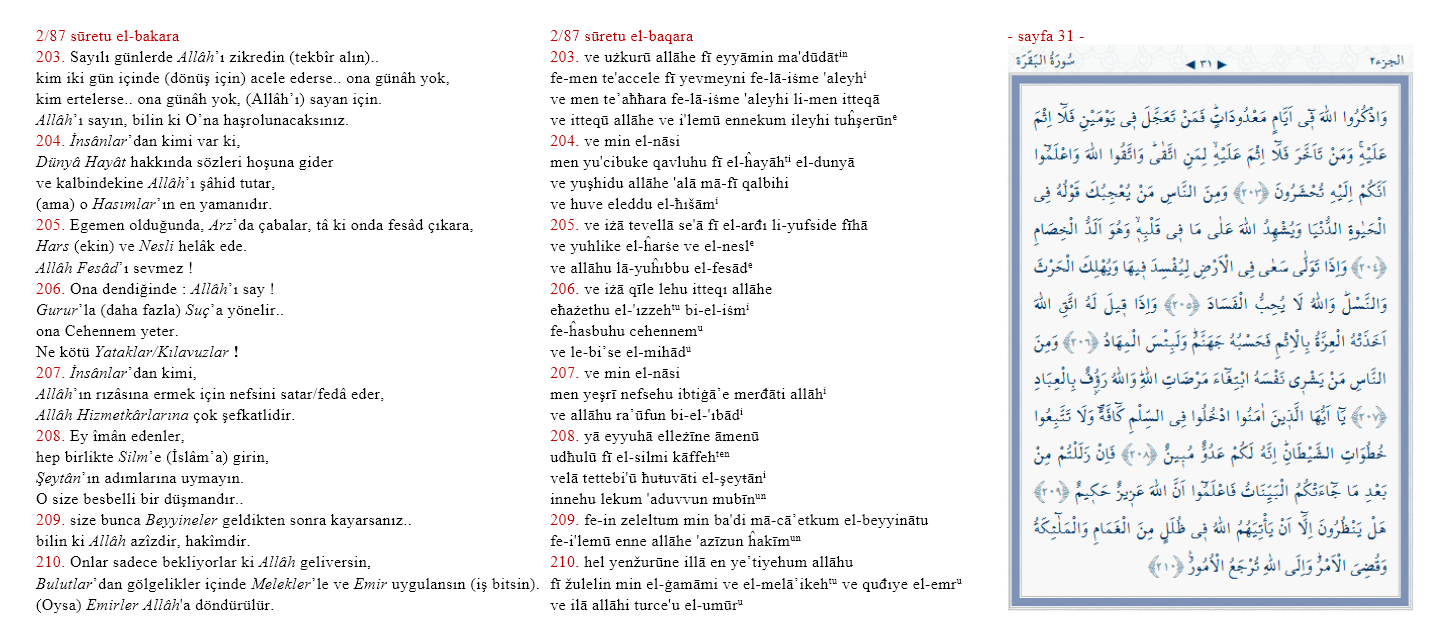 2/87 sūretu el-bakara
203. Sayılı günlerde Allâh’ı zikredin (tekbîr alın)..
kim iki gün içinde (dönüş için) acele ederse.. ona günâh yok,
kim ertelerse.. ona günâh yok, (Allâh’ı) sayan için.
Allâh’ı sayın, bilin ki O’na haşrolunacaksınız.
204. İnsânlar’dan kimi var ki,
Dünyâ Hayât hakkında sözleri hoşuna gider
ve kalbindekine Allâh’ı şâhid tutar,
(ama) o Hasımlar’ın en yamanıdır.
205. Egemen olduğunda, Arz’da çabalar, tâ ki onda fesâd çıkara,
Hars (ekin) ve Nesli helâk ede.
Allâh Fesâd’ı sevmez !
206. Ona dendiğinde : Allâh’ı say !
Gurur’la (daha fazla) Suç’a yönelir..
ona Cehennem yeter.
Ne kötü Yataklar/Kılavuzlar !
207. İnsânlar’dan kimi,
Allâh’ın rızâsına ermek için nefsini satar/fedâ eder,
Allâh Hizmetkârlarına çok şefkatlidir.
208. Ey îmân edenler,
hep birlikte Silm’e (İslâm’a) girin,
Şeytân’ın adımlarına uymayın.
O size besbelli bir düşmandır..
209. size bunca Beyyineler geldikten sonra kayarsanız..
bilin ki Allâh azîzdir, hakîmdir.
210. Onlar sadece bekliyorlar ki Allâh geliversin,
Bulutlar’dan gölgelikler içinde Melekler’le ve Emir uygulansın (iş bitsin).
(Oysa) Emirler Allâh'a döndürülür.
2/87 sūretu el-baqara
203. ve użkurū allāhe fī eyyāmin ma'dūdātⁱⁿ
fe-men te'accele fī yevmeyni fe-lā-iśme 'aleyhⁱ
ve men te’aħħara fe-lā-iśme 'aleyhi li-men itteqā
ve itteqū allāhe ve i'lemū ennekum ileyhi tuĥşerūnᵉ
204. ve min el-nāsi
men yu'cibuke qavluhu fī el-ĥayāhᵗⁱ el-dunyā
ve yuşhidu allāhe 'alā mā-fī qalbihi
ve huve eleddu el-ħıšāmⁱ
205. ve iżā tevellā se'ā fī el-arđı li-yufside fīhā
ve yuhlike el-ĥarśe ve el-neslᵉ
ve allāhu lā-yuĥıbbu el-fesādᵉ
206. ve iżā qīle lehu itteqı allāhe
eħażethu el-'ızzehᵗᵘ bi-el-iśmⁱ
fe-ĥasbuhu cehennemᵘ
ve le-bi’se el-mihādᵘ
207. ve min el-nāsi
men yeşrī nefsehu ibtiġā’e merđāti allāhⁱ
ve allāhu ra’ūfun bi-el-'ıbādⁱ
208. yā eyyuhā elleżīne āmenū
udħulū fī el-silmi kāffehᵗᵉⁿ
velā tettebi'ū ħutuvāti el-şeytānⁱ
innehu lekum 'aduvvun mubīnᵘⁿ
209. fe-in zeleltum min ba'di mā-cā’etkum el-beyyinātu
fe-i'lemū enne allāhe 'azīzun ĥakīmᵘⁿ
210. hel yenžurūne illā en ye’tiyehum allāhu
fī žulelin min el-ġamāmi ve el-melā’ikehᵗᵘ ve quđıye el-emrᵘ
ve ilā allāhi turce'u el-umūrᵘ
- sayfa 31 -
سُورَةُ الْبَقَرَة ◀ ٣١ ▶ الجزء٢
وَاذْكُرُوا اللّٰهَ ف۪ٓي اَيَّامٍ مَعْدُودَاتٍۜ فَمَنْ تَعَجَّلَ ف۪ي يَوْمَيْنِ فَلَٓا اِثْمَ
عَلَيْهِۚ وَمَنْ تَاَخَّرَ فَلَٓا اِثْمَ عَلَيْهِۙ لِمَنِ اتَّقٰىۜ وَاتَّقُوا اللّٰهَ وَاعْلَمُٓوا
اَنَّكُمْ اِلَيْهِ تُحْشَرُونَ ﴿٢٠٣﴾ وَمِنَ النَّاسِ مَنْ يُعْجِبُكَ قَوْلُهُ فِي
الْحَيٰوةِ الدُّنْيَا وَيُشْهِدُ اللّٰهَ عَلٰى مَا ف۪ي قَلْبِه۪ۙ وَهُوَ اَلَدُّ الْخِصَامِ
﴿٢٠٤﴾ وَاِذَا تَوَلّٰى سَعٰى فِي الْاَرْضِ لِيُفْسِدَ ف۪يهَا وَيُهْلِكَ الْحَرْثَ
وَالنَّسْلَۜ وَاللّٰهُ لَا يُحِبُّ الْفَسَادَ ﴿٢٠٥﴾ وَاِذَا ق۪يلَ لَهُ اتَّقِ اللّٰهَ
اَخَذَتْهُ الْعِزَّةُ بِالْاِثْمِ فَحَسْبُهُ جَهَنَّمُۜ وَلَبِئْسَ الْمِهَادُ ﴿٢٠٦﴾ وَمِنَ
النَّاسِ مَنْ يَشْر۪ي نَفْسَهُ ابْتِغَٓاءَ مَرْضَاتِ اللّٰهِۜ وَاللّٰهُ رَؤُ۫فٌ بِالْعِبَادِ
﴿٢٠٧﴾ يَٓا اَيُّهَا الَّذ۪ينَ اٰمَنُوا ادْخُلُوا فِي السِّلْمِ كَٓافَّةًۖ وَلَا تَتَّبِعُوا
خُطُوَاتِ الشَّيْطَانِۜ اِنَّهُ لَكُمْ عَدُوٌّ مُب۪ينٌ ﴿٢٠٨﴾ فَاِنْ زَلَلْتُمْ مِنْ
بَعْدِ مَا جَٓاءَتْكُمُ الْبَيِّنَاتُ فَاعْلَمُٓوا اَنَّ اللّٰهَ عَز۪يزٌ حَك۪يمٌ ﴿٢٠٩﴾
هَلْ يَنْظُرُونَ اِلَّٓا اَنْ يَأْتِيَهُمُ اللّٰهُ ف۪ي ظُلَلٍ مِنَ الْغَمَامِ وَالْمَلٰٓئِكَةُ
وَقُضِيَ الْاَمْرُۜ وَاِلَى اللّٰهِ تُرْجَعُ الْاُمُورُ۟ ﴿٢١٠﴾